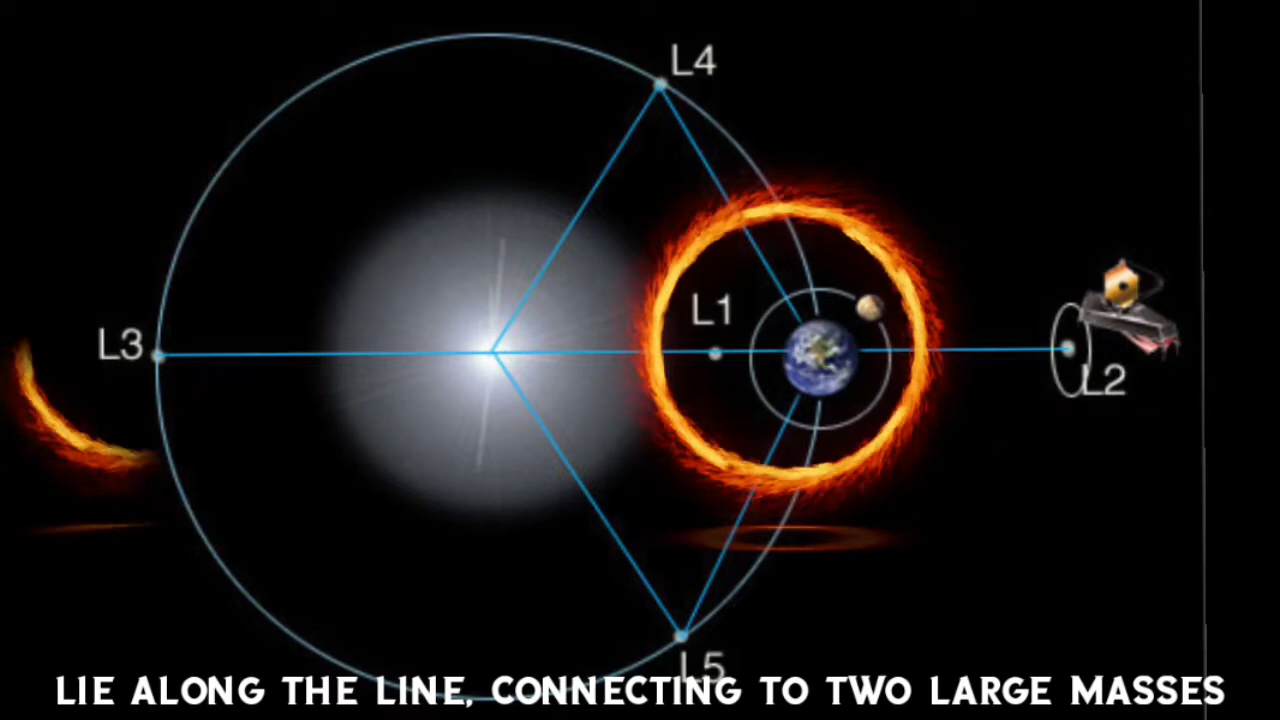 L4
L1
L3
L2
L5
LIE ALONG THE LINE, CONNECTING TO TWO LARGE MASSES